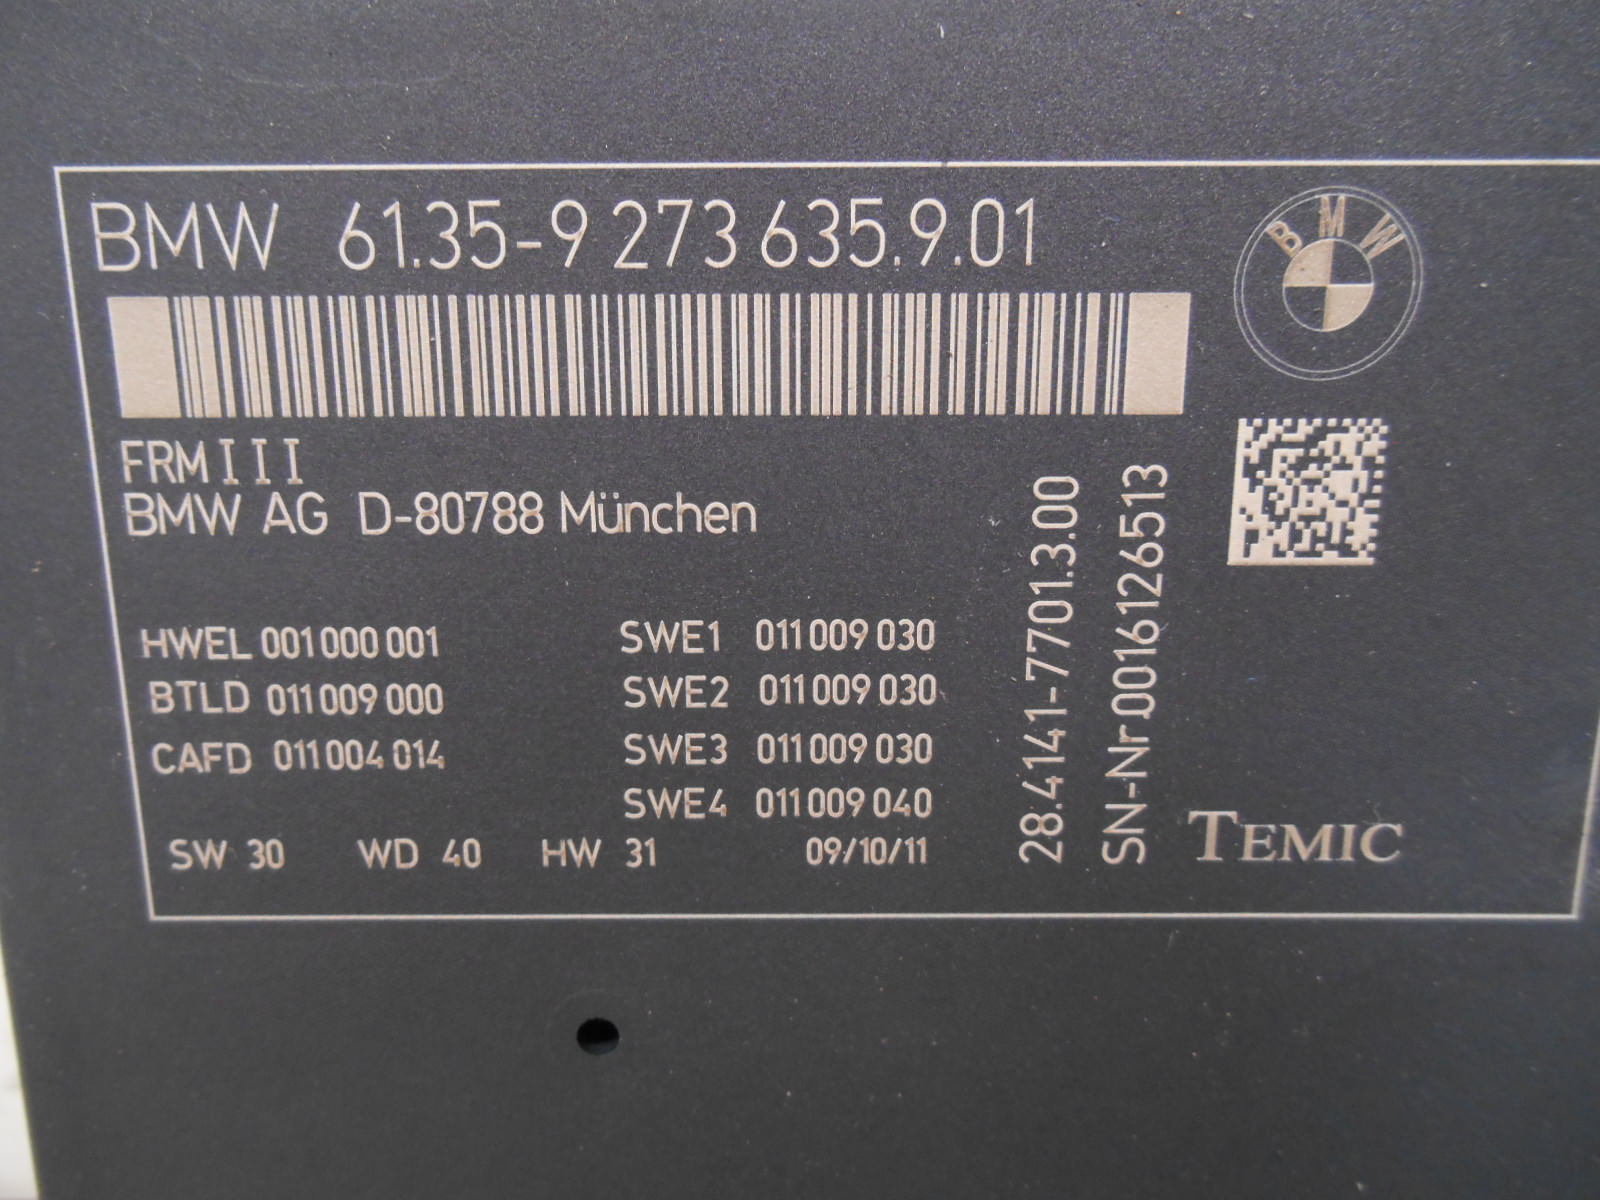 BMW 61.35-9 273 635.9.01
BMW
FRM III
BMW AG D-80788 München
HWEL 001 000 001
BTLD 011 009 000
CAFD 011 004 014
SWE1 011 009 030
SWE2 011 009 030
SWE3 011 009 030
SWE4 011 009 040
SW 30 WD 40 HW 31 09/10/11
28.4141-7701.3.00
SN-Nr.00161126513
TEMIC